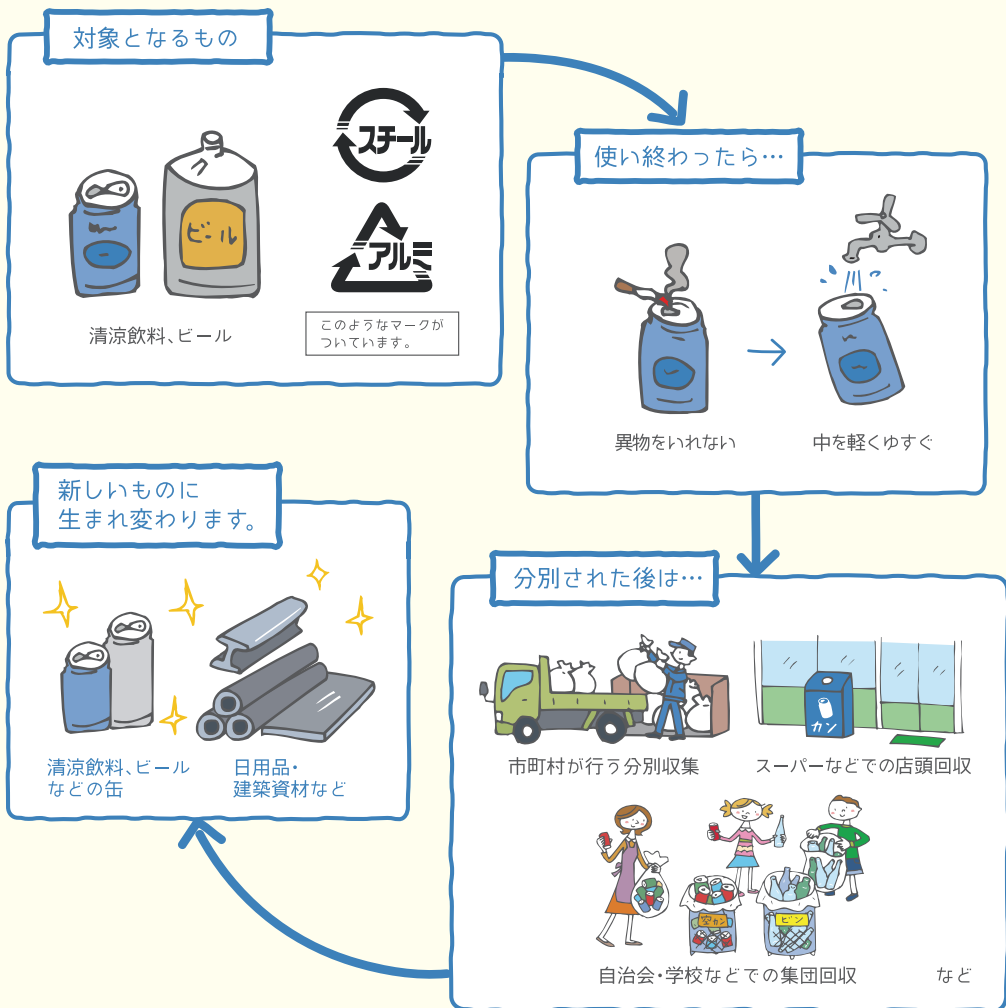 対象となるもの
スチール
ビール
アルミ
清涼飲料、ビール
このようなマークが
ついています。
使い終わったら…
異物をいれない
中を軽くゆすぐ
分別された後は…
カン
市町村が行う分別収集
スーパーなどでの店頭回収
空カン
ビン
自治会・学校などでの集団回収
など
新しいものに
生まれ変わります。
清涼飲料、ビール
などの缶
日用品・
建築資材など